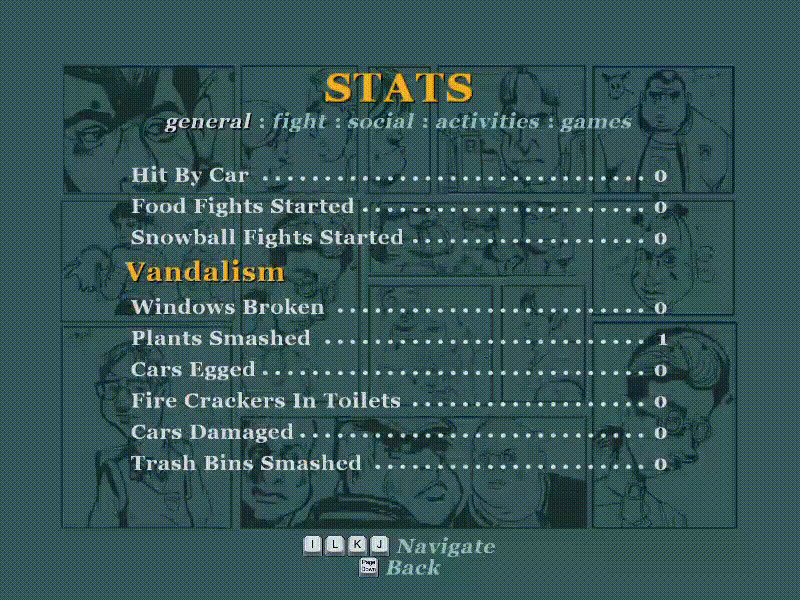 STATS
general : fight : social : activities : games
Hit By Car ............................ 0
Food Fights Started ..................... 0
Snowball Fights Started .................. 0
Vandalism
Windows Broken ....................... 0
Plants Smashed ........................ 1
Cars Egged ............................ 0
Fire Crackers In Toilets .................. 0
Cars Damaged .......................... 0
Trash Bins Smashed .................... 0
I L K J Navigate
Page Down Back